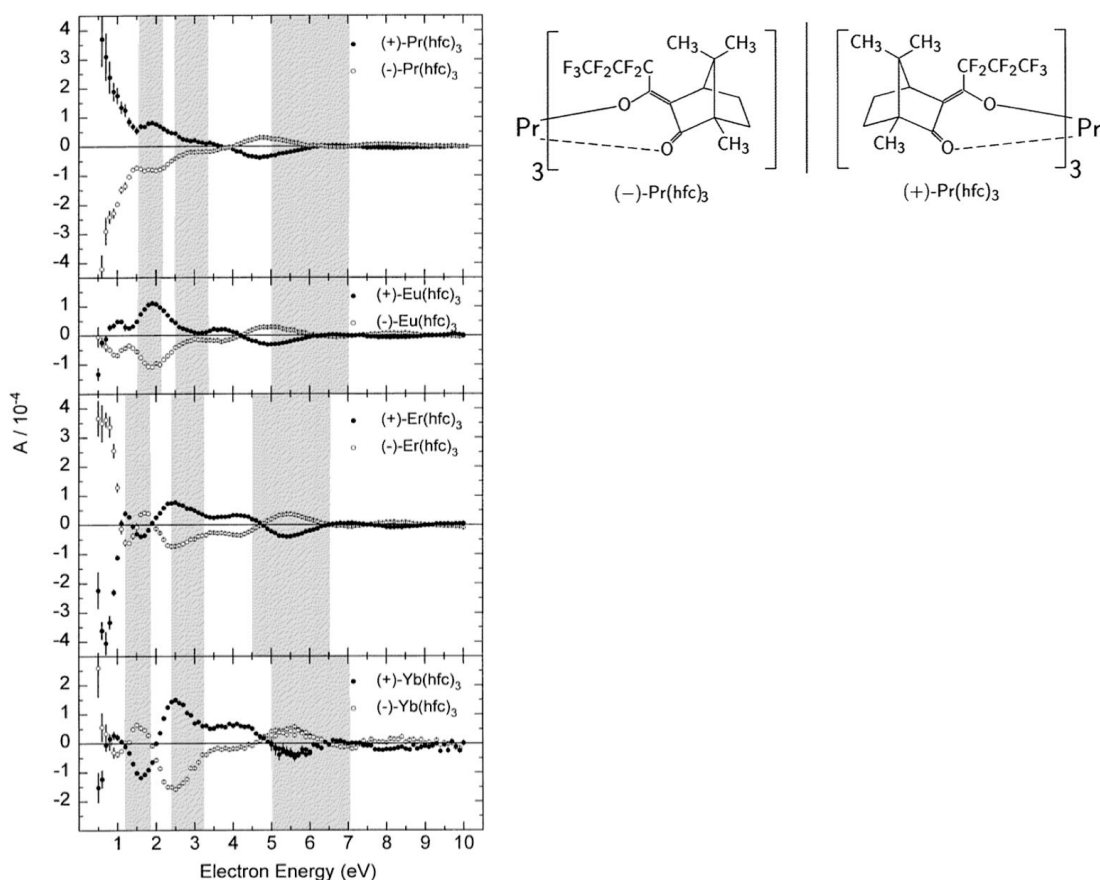 4
3
2
1
0
-1
-2
-3
-4
(+)-Pr(hfc)3
(-)-Pr(hfc)3
1
0
-1
(+)-Eu(hfc)3
(-)-Eu(hfc)3
4
3
2
1
0
-1
-2
-3
-4
(+)-Er(hfc)3
(-)-Er(hfc)3
2
1
0
-1
-2
(+)-Yb(hfc)3
(-)-Yb(hfc)3
A / 10-4
1 2 3 4 5 6 7 8 9 10
Electron Energy (eV)
CH3 CH3
F3CF2CF2C
O
Pr
O
CH3
3
(−)-Pr(hfc)3
CH3 CH3
CF2CF2CF3
O
Pr
CH3
O
3
(+)-Pr(hfc)3